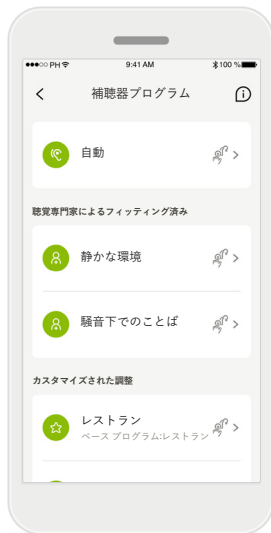 PH 9:41 AM 100 %
補聴器プログラム
自動
聴覚専門家によるフィッティング済み
静かな環境
騒音下でのことば
カスタマイズされた調整
レストラン
ベース プログラム:レストラン